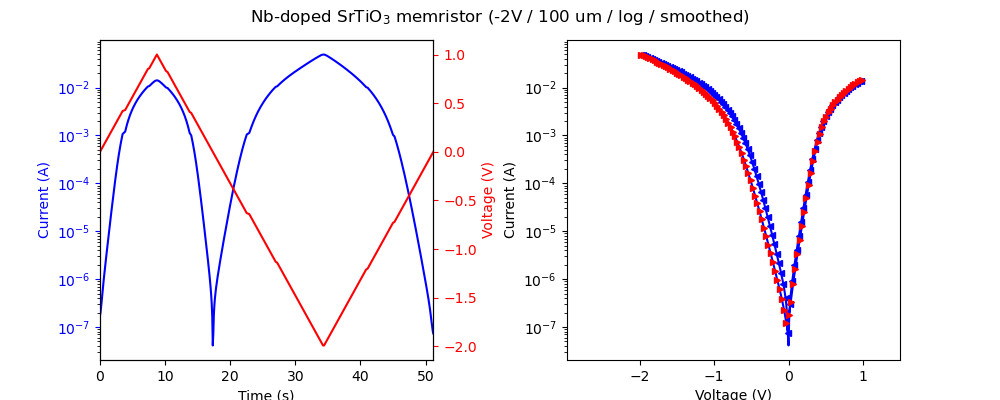 Nb-doped SrTiO₃ memristor (-2V / 100 um / log / smoothed)
10⁻²
10⁻³
10⁻⁴
10⁻⁵
10⁻⁶
10⁻⁷
Current (A)
0 10 20 30 40 50
Time (s)
1.0
0.5
0.0
−0.5
−1.0
−1.5
−2.0
Voltage (V)
10⁻²
10⁻³
10⁻⁴
10⁻⁵
10⁻⁶
10⁻⁷
Current (A)
−2 −1 0 1
Voltage (V)